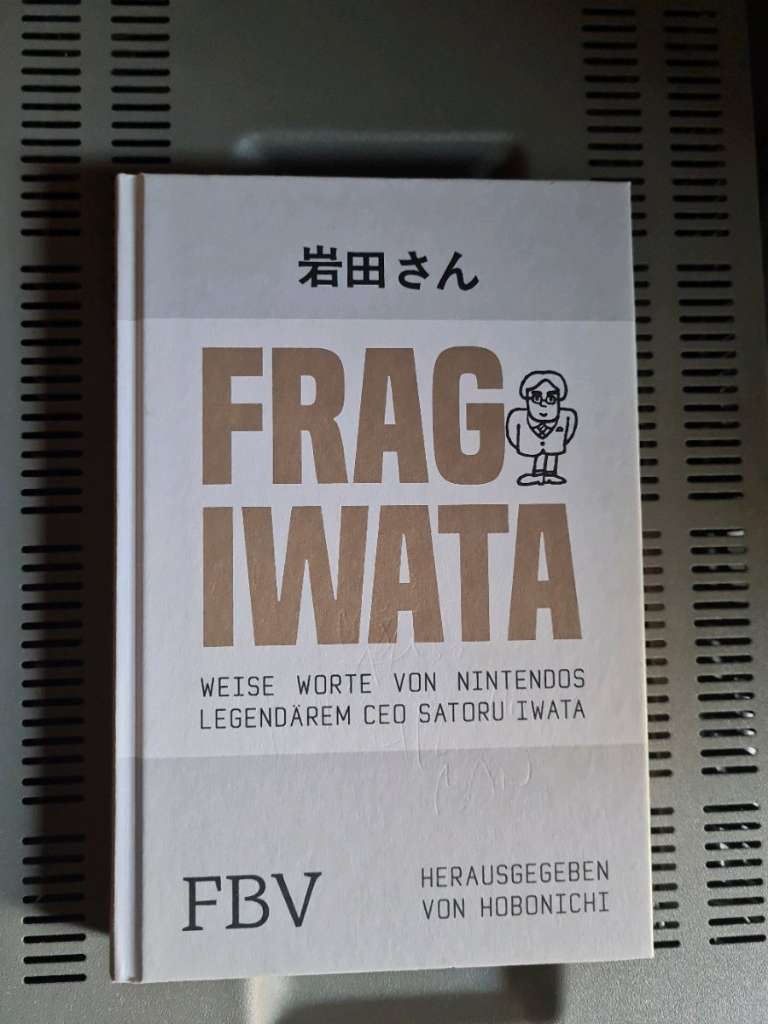 岩田さん
FRAG
IWATA
WEISE WORTE VON NINTENDOS
LEGENDÄREM CEO SATORU IWATA
FBV
HERAUSGEGEBEN
VON HOBONICHI